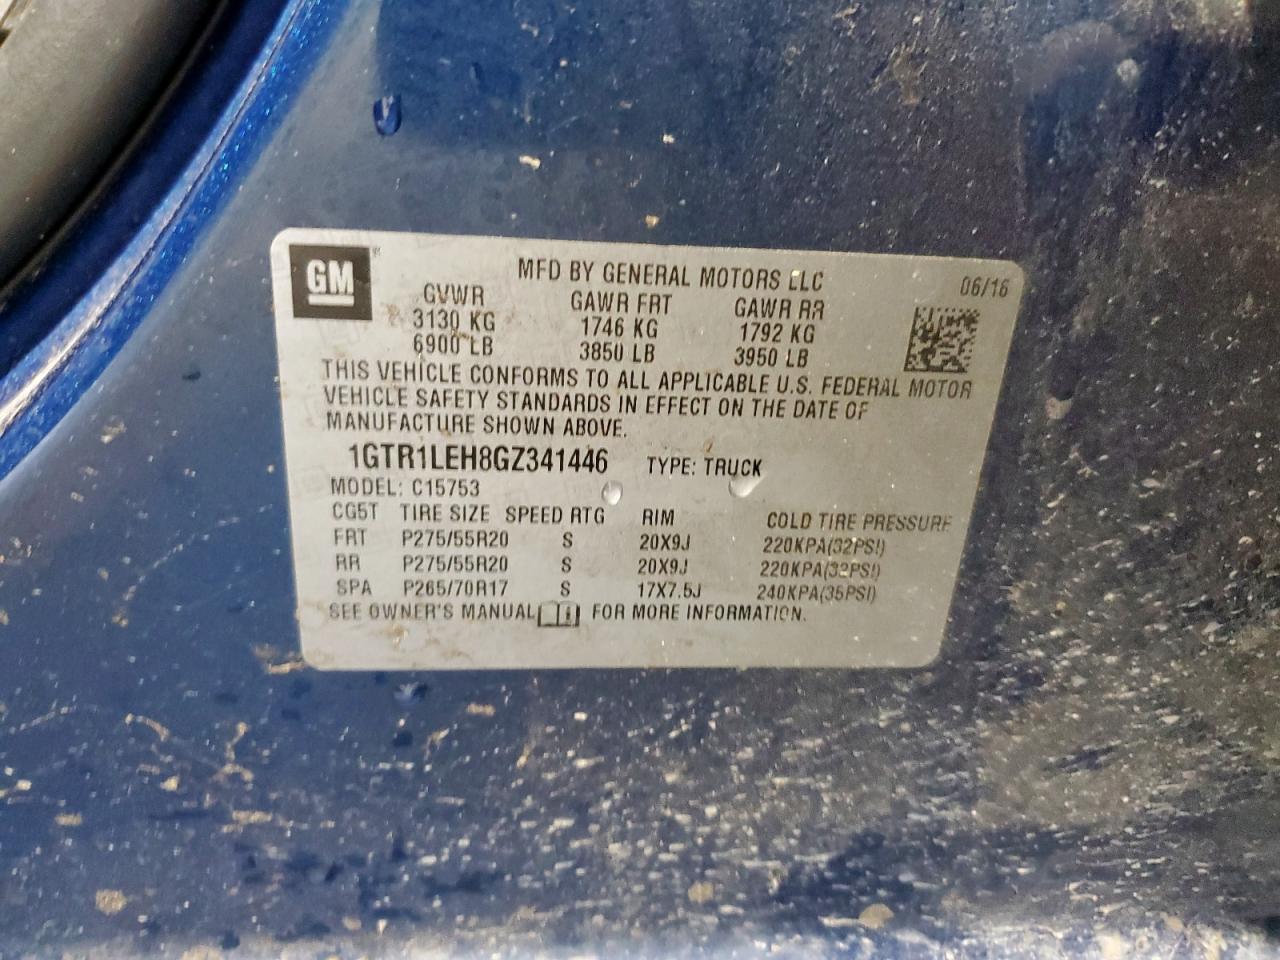 GM
MFD BY GENERAL MOTORS LLC 06/16
GVWR GAWR FRT GAWR RR
3130 KG 1746 KG 1792 KG
6900 LB 3850 LB 3950 LB
THIS VEHICLE CONFORMS TO ALL APPLICABLE U.S. FEDERAL MOTOR
VEHICLE SAFETY STANDARDS IN EFFECT ON THE DATE OF
MANUFACTURE SHOWN ABOVE.
1GTR1LEH8GZ341446 TYPE: TRUCK
MODEL: C15753
CG5T TIRE SIZE SPEED RTG RIM COLD TIRE PRESSURE
FRT P275/55R20 S 20X9J 220KPA(32PSI)
RR P275/55R20 S 20X9J 220KPA(32PSI)
SPA P265/70R17 S 17X7.5J 240KPA(35PSI)
SEE OWNER'S MANUAL FOR MORE INFORMATION.